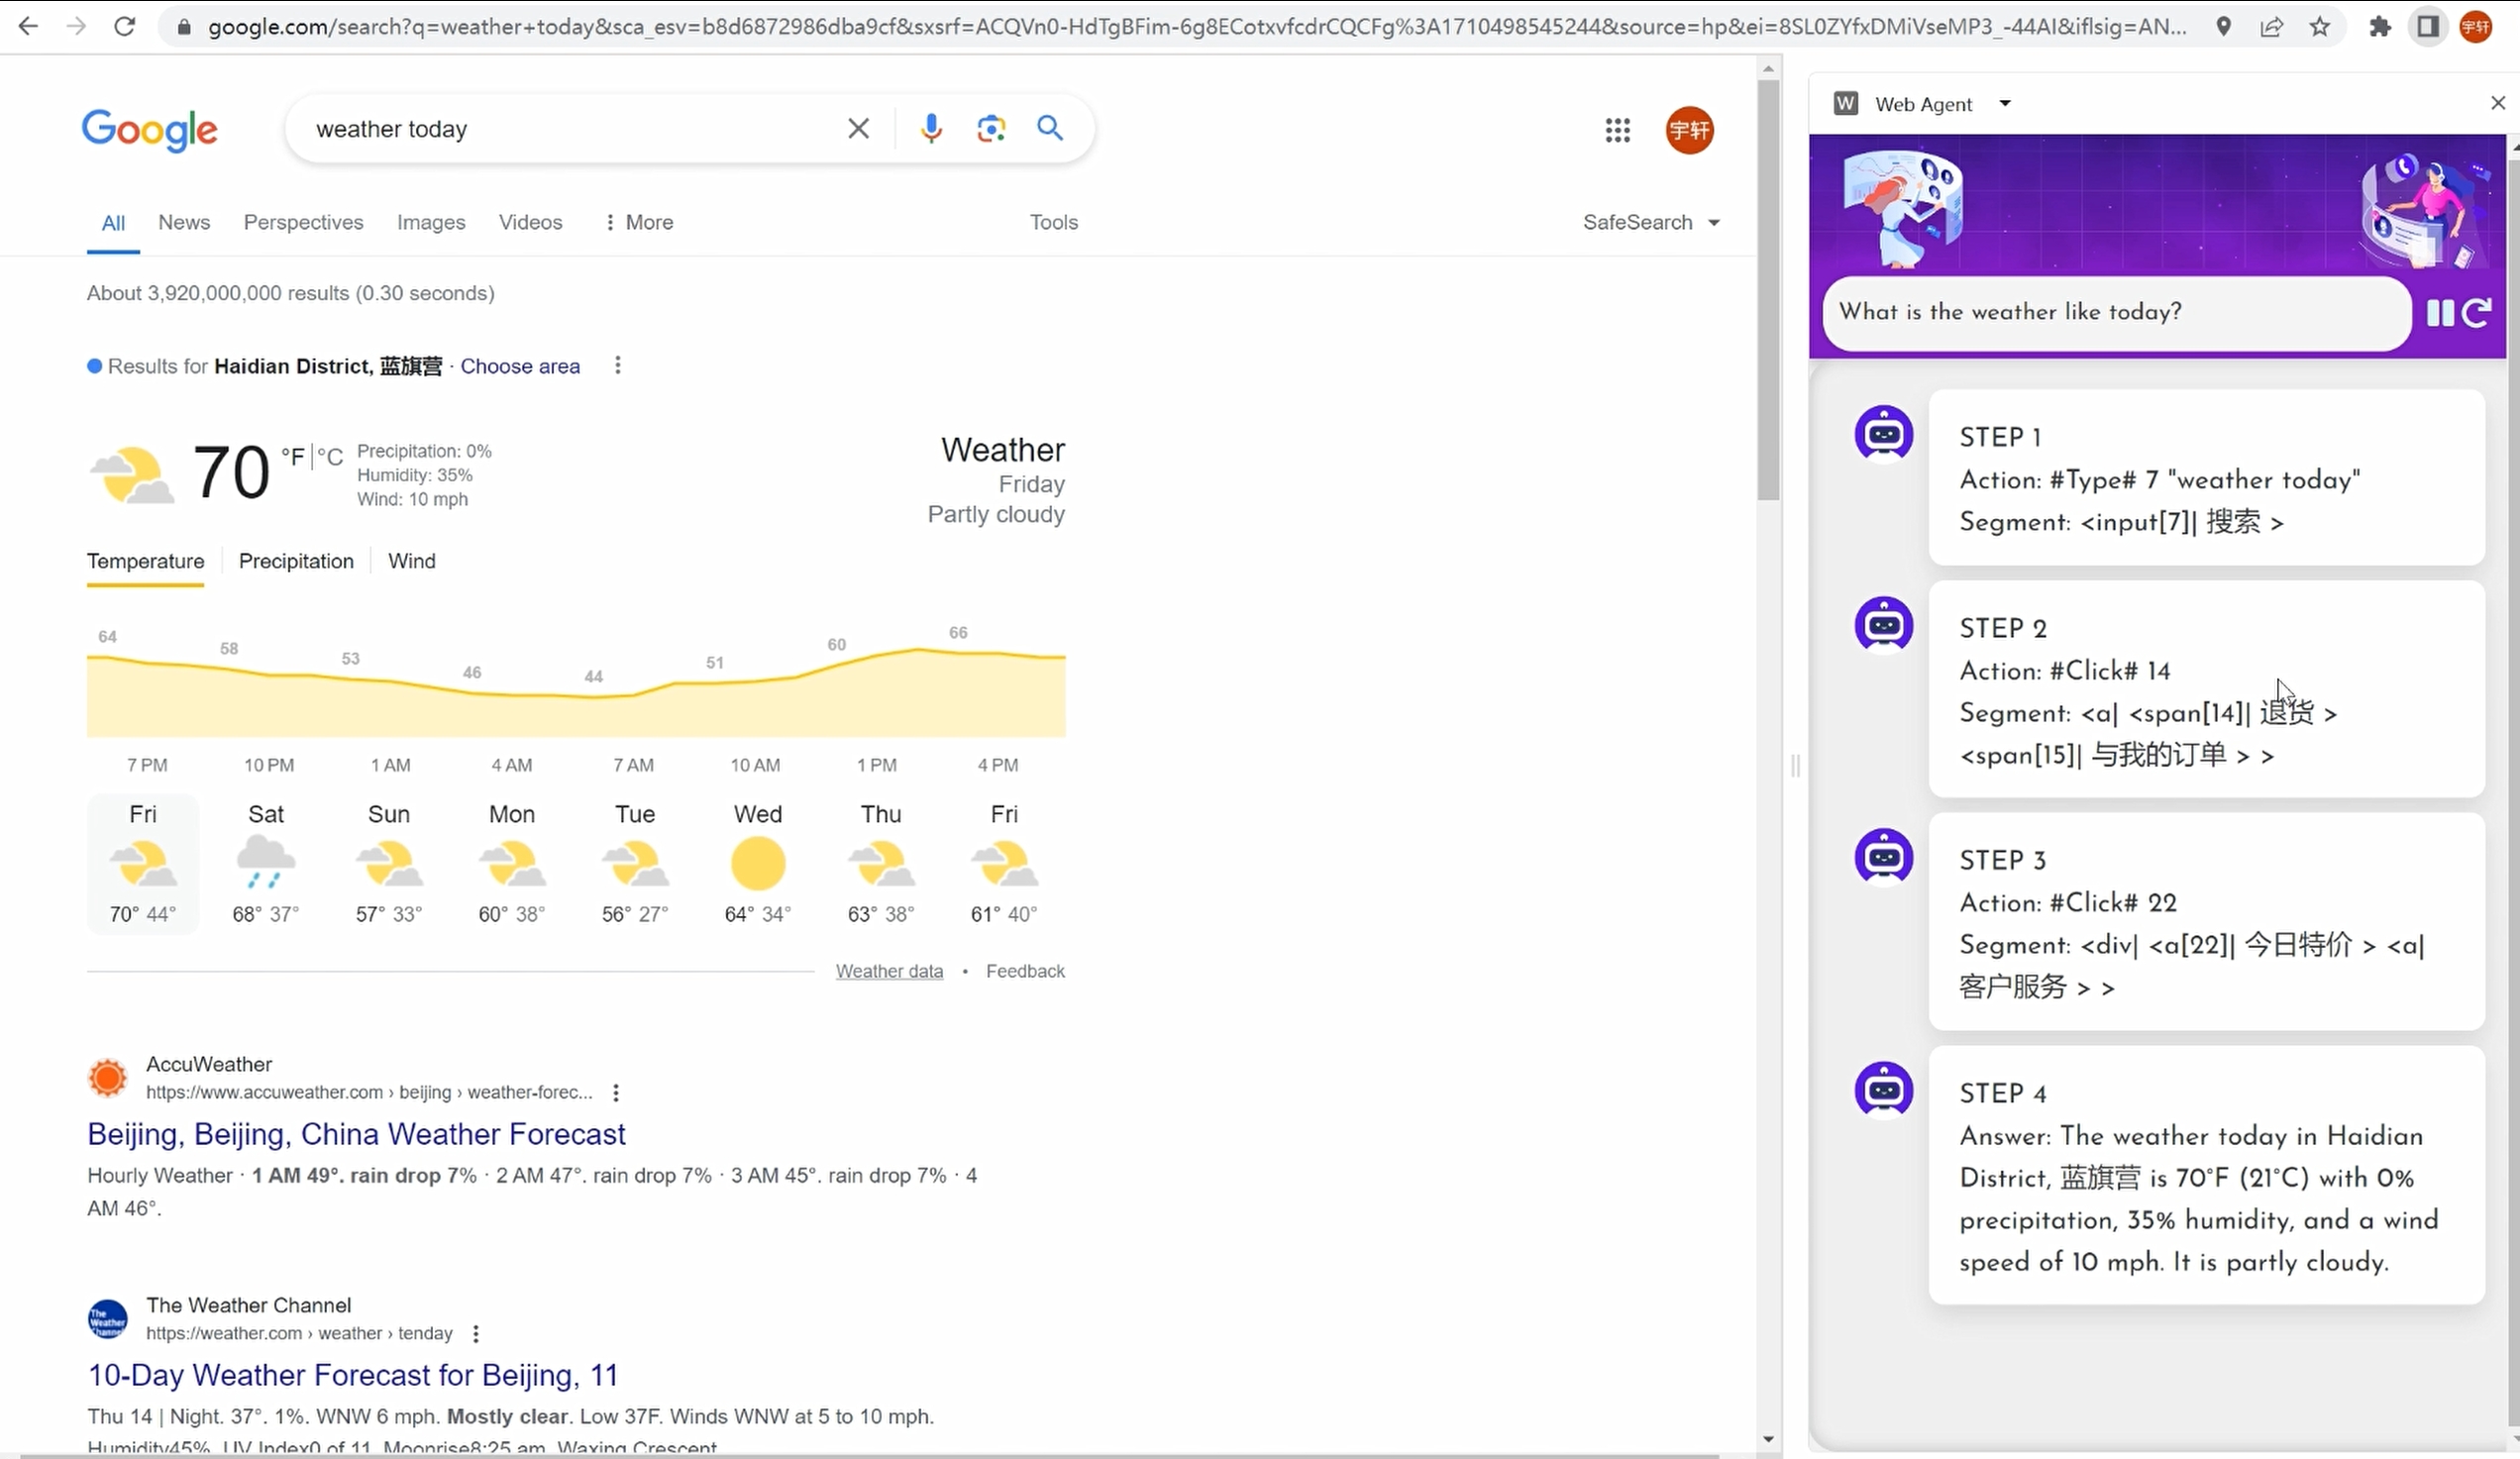 google.com/search?q=weather+today&sca_esv=b8d6872986dba9cf&sxsrf=ACQVn0-HdTgBFim-6g8ECotxvfcdrCQCFg%3A1710498545244&source=hp&ei=8SL0ZYfxDMiVseMP3_-44AI&iflsig=AN...
宇轩
Google
weather today
宇轩
All News Perspectives Images Videos More Tools SafeSearch
About 3,920,000,000 results (0.30 seconds)
Results for Haidian District, 蓝旗营 · Choose area
70 °F|°C
Precipitation: 0%
Humidity: 35%
Wind: 10 mph
Weather
Friday
Partly cloudy
Temperature Precipitation Wind
64 58 53 46 44 51 60 66
7 PM 10 PM 1 AM 4 AM 7 AM 10 AM 1 PM 4 PM
Fri Sat Sun Mon Tue Wed Thu Fri
70° 44° 68° 37° 57° 33° 60° 38° 56° 27° 64° 34° 63° 38° 61° 40°
Weather data • Feedback
AccuWeather
https://www.accuweather.com › beijing › weather-forec...
Beijing, Beijing, China Weather Forecast
Hourly Weather · 1 AM 49°. rain drop 7% · 2 AM 47°. rain drop 7% · 3 AM 45°. rain drop 7% · 4
AM 46°.
The Weather Channel
The Weather Channel
https://weather.com › weather › tenday
10-Day Weather Forecast for Beijing, 11
Thu 14 | Night. 37°. 1%. WNW 6 mph. Mostly clear. Low 37F. Winds WNW at 5 to 10 mph.
Humidity45%. UV Index0 of 11. Moonrise8:25 am. Waxing Crescent
W Web Agent
What is the weather like today?
STEP 1
Action: #Type# 7 "weather today"
Segment: <input[7]| 搜索 >
STEP 2
Action: #Click# 14
Segment: <a| <span[14]| 退货 >
<span[15]| 与我的订单 > >
STEP 3
Action: #Click# 22
Segment: <div| <a[22]| 今日特价 > <a|
客户服务 > >
STEP 4
Answer: The weather today in Haidian
District, 蓝旗营 is 70°F (21°C) with 0%
precipitation, 35% humidity, and a wind
speed of 10 mph. It is partly cloudy.